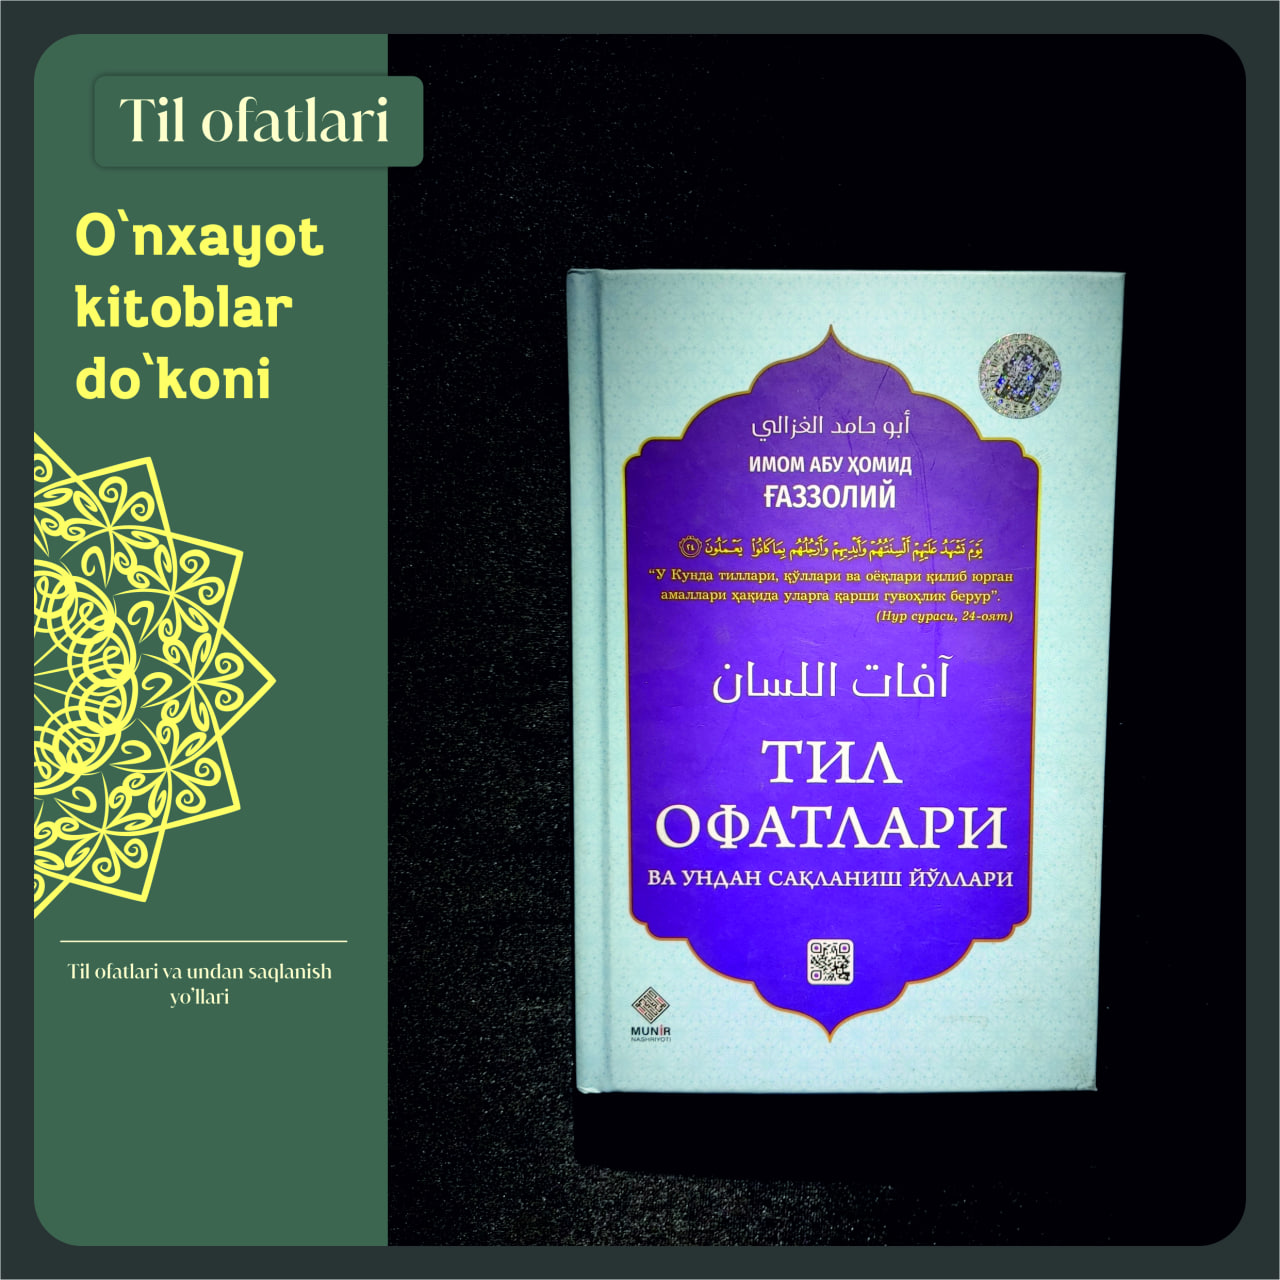 Til ofatlari
O`nxayot
kitoblar
do`koni
Til ofatlari va undan saqlanish
yo'llari
أبو حامد الغزالي
ИМОМ АБУ ҲОМИД
ҒАЗЗОЛИЙ
يَوْمَ تَشْهَدُ عَلَيْهِمْ أَلْسِنَتُهُمْ وَأَيْدِيهِمْ وَأَرْجُلُهُم بِمَا كَانُوا۟ يَعْمَلُونَ ٢٤
“У Кунда тиллари, қўллари ва оёқлари қилиб юрган
амаллари ҳақида уларга қарши гувоҳлик берур”.
(Нур сураси, 24-оят)
آفات اللسان
ТИЛ
ОФАТЛАРИ
ВА УНДАН САҚЛАНИШ ЙЎЛЛАРИ
MUNİR
NASHRIYOTI